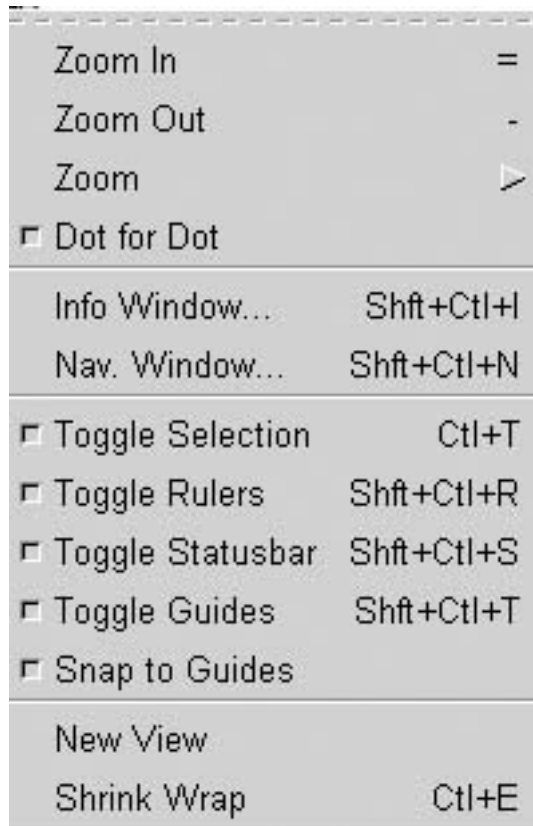 Zoom In =
Zoom Out -
Zoom
Dot for Dot
Info Window... Shft+Ctl+I
Nav. Window... Shft+Ctl+N
Toggle Selection Ctl+T
Toggle Rulers Shft+Ctl+R
Toggle Statusbar Shft+Ctl+S
Toggle Guides Shft+Ctl+T
Snap to Guides
New View
Shrink Wrap Ctl+E